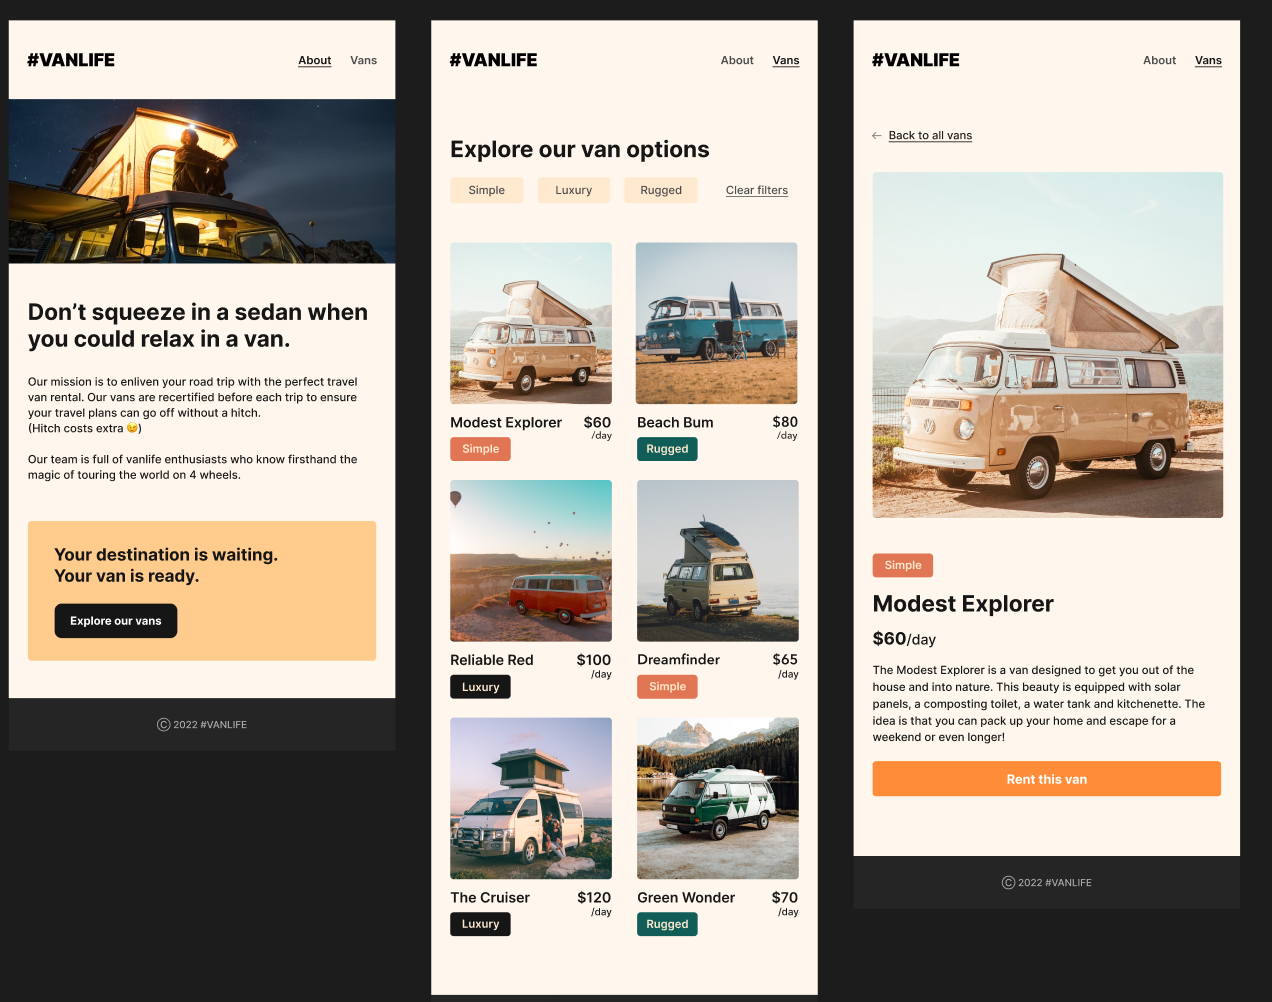 #VANLIFE
About Vans
Don’t squeeze in a sedan when
you could relax in a van.
Our mission is to enliven your road trip with the perfect travel
van rental. Our vans are recertified before each trip to ensure
your travel plans can go off without a hitch.
(Hitch costs extra 😉)
Our team is full of vanlife enthusiasts who know firsthand the
magic of touring the world on 4 wheels.
Your destination is waiting.
Your van is ready.
Explore our vans
Ⓒ 2022 #VANLIFE
#VANLIFE
About Vans
Explore our van options
Simple Luxury Rugged Clear filters
Modest Explorer $60
/day
Simple
Beach Bum $80
/day
Rugged
Reliable Red $100
/day
Luxury
Dreamfinder $65
/day
Simple
The Cruiser $120
/day
Luxury
Green Wonder $70
/day
Rugged
#VANLIFE
About Vans
← Back to all vans
Simple
Modest Explorer
$60/day
The Modest Explorer is a van designed to get you out of the
house and into nature. This beauty is equipped with solar
panels, a composting toilet, a water tank and kitchenette. The
idea is that you can pack up your home and escape for a
weekend or even longer!
Rent this van
Ⓒ 2022 #VANLIFE